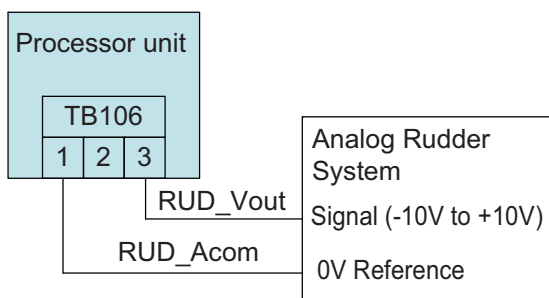 Processor unit
TB106
1 2 3
Analog Rudder
System
RUD_Vout
Signal (-10V to +10V)
RUD_Acom
0V Reference